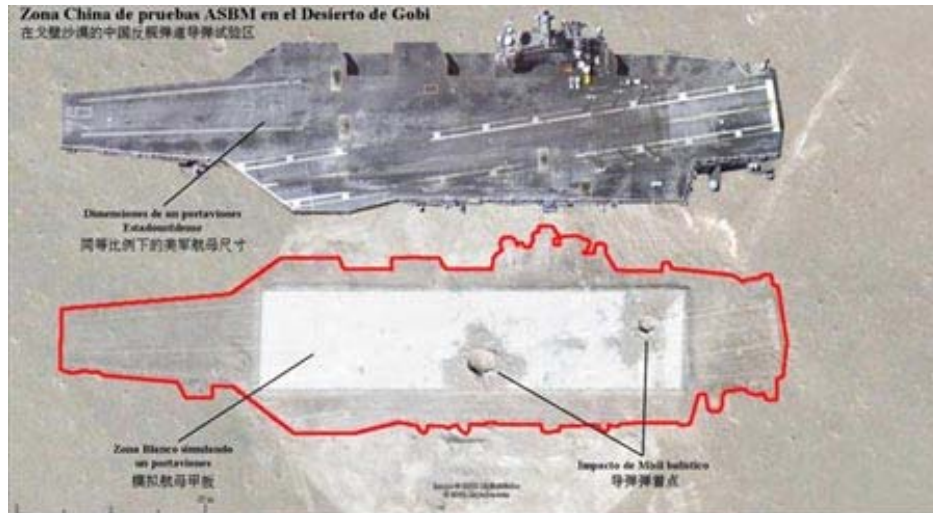 Zona China de pruebas ASBM en el Desierto de Gobi
在戈壁沙漠的中国反舰弹道导弹试验区
Dimensiones de un portaviones
Estadounidense
同等比例下的美军航母尺寸
Zona Blanco simulando
un portaviones
模拟航母甲板
Impacto de Misil balistico
导弹弹着点